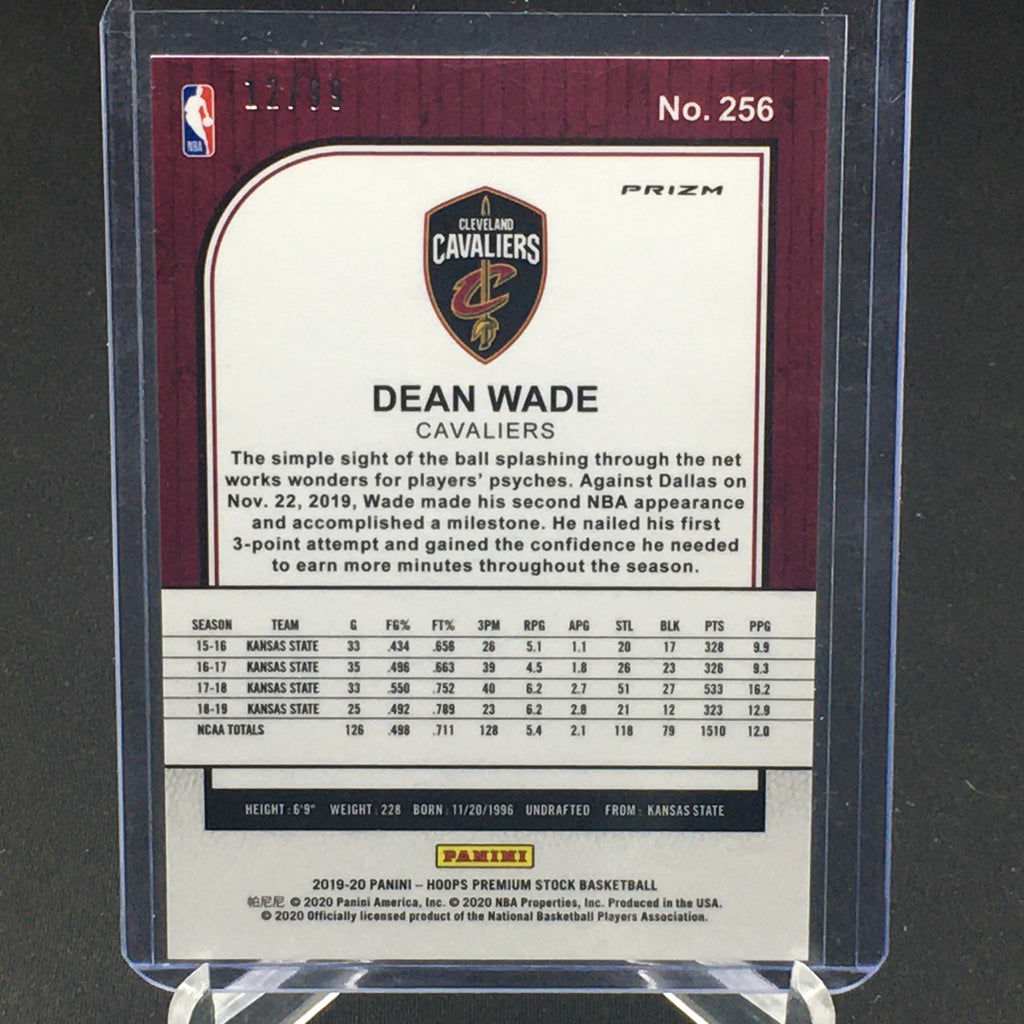 12/99
No. 256
NBA
PRIZM
CLEVELAND
CAVALIERS
C
DEAN WADE
CAVALIERS
The simple sight of the ball splashing through the net
works wonders for players' psyches. Against Dallas on
Nov. 22, 2019, Wade made his second NBA appearance
and accomplished a milestone. He nailed his first
3-point attempt and gained the confidence he needed
to earn more minutes throughout the season.
SEASON TEAM G FG% FT% 3PM RPG APG STL BLK PTS PPG
15-16 KANSAS STATE 33 .434 .656 26 5.1 1.1 20 17 328 9.9
16-17 KANSAS STATE 35 .496 .663 39 4.5 1.8 26 23 326 9.3
17-18 KANSAS STATE 33 .550 .752 40 6.2 2.7 51 27 533 16.2
18-19 KANSAS STATE 25 .492 .789 23 6.2 2.8 21 12 323 12.9
NCAA TOTALS 126 .498 .711 128 5.4 2.1 118 79 1510 12.0
HEIGHT : 6'9" WEIGHT : 228 BORN : 11/20/1996 UNDRAFTED FROM : KANSAS STATE
PANINI
2019-20 PANINI – HOOPS PREMIUM STOCK BASKETBALL
帕尼尼 © 2020 Panini America, Inc. © 2020 NBA Properties, Inc. Produced in the USA.
© 2020 Officially licensed product of the National Basketball Players Association.